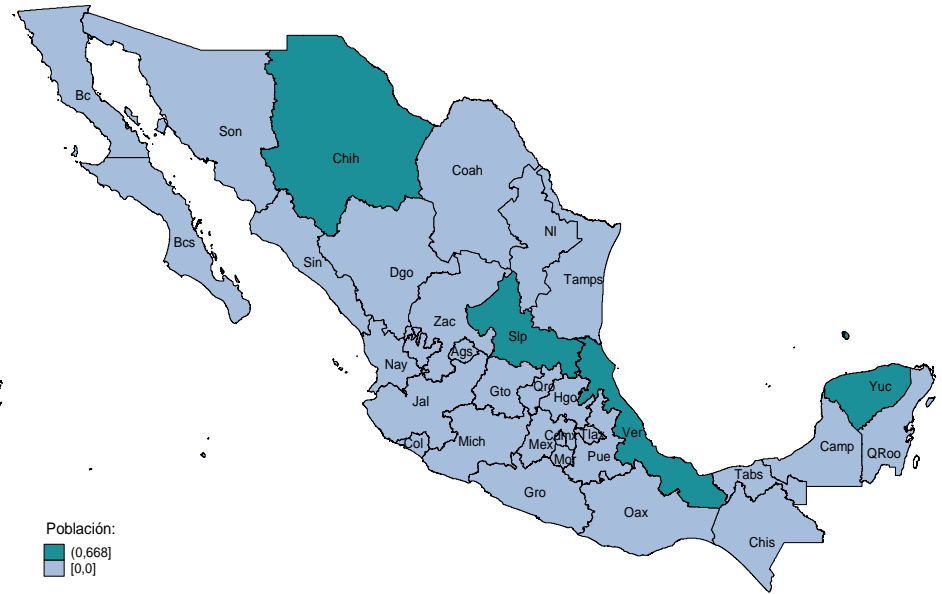 Bc
Son
Chih
Coah
Nl
Bcs
Sin
Dgo
Tamps
Zac
Slp
Ags
Nay
Yuc
Gto
Qro
Hgo
Jal
Ver
Col
Mich
Mex
Cdmx
Tlax
Mor
Pue
Camp
QRoo
Tabs
Gro
Oax
Chis
Población:
(0,668]
[0,0]